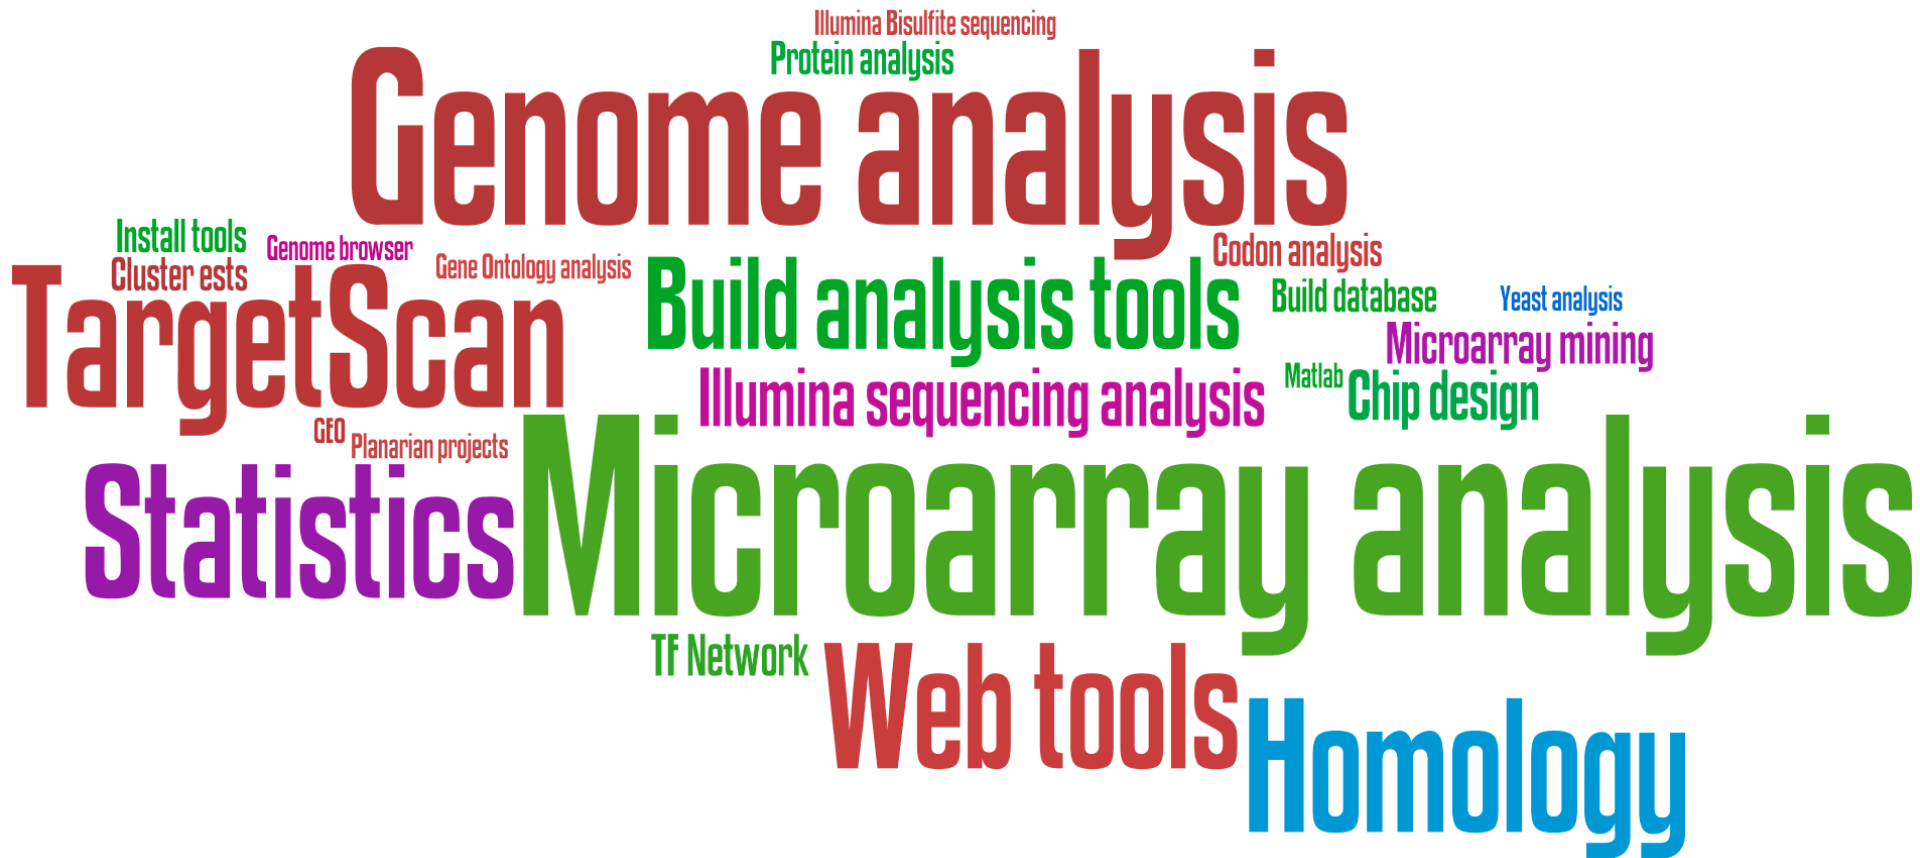 Illumina Bisulfite sequencing
Protein analysis
Genome analysis
Install tools
Genome browser
Codon analysis
Cluster ests
Gene Ontology analysis
TargetScan
Build analysis tools
Build database
Yeast analysis
Microarray mining
Illumina sequencing analysis
Matlab
Chip design
GEO
Planarian projects
Statistics
Microarray analysis
TF Network
Web tools
Homology